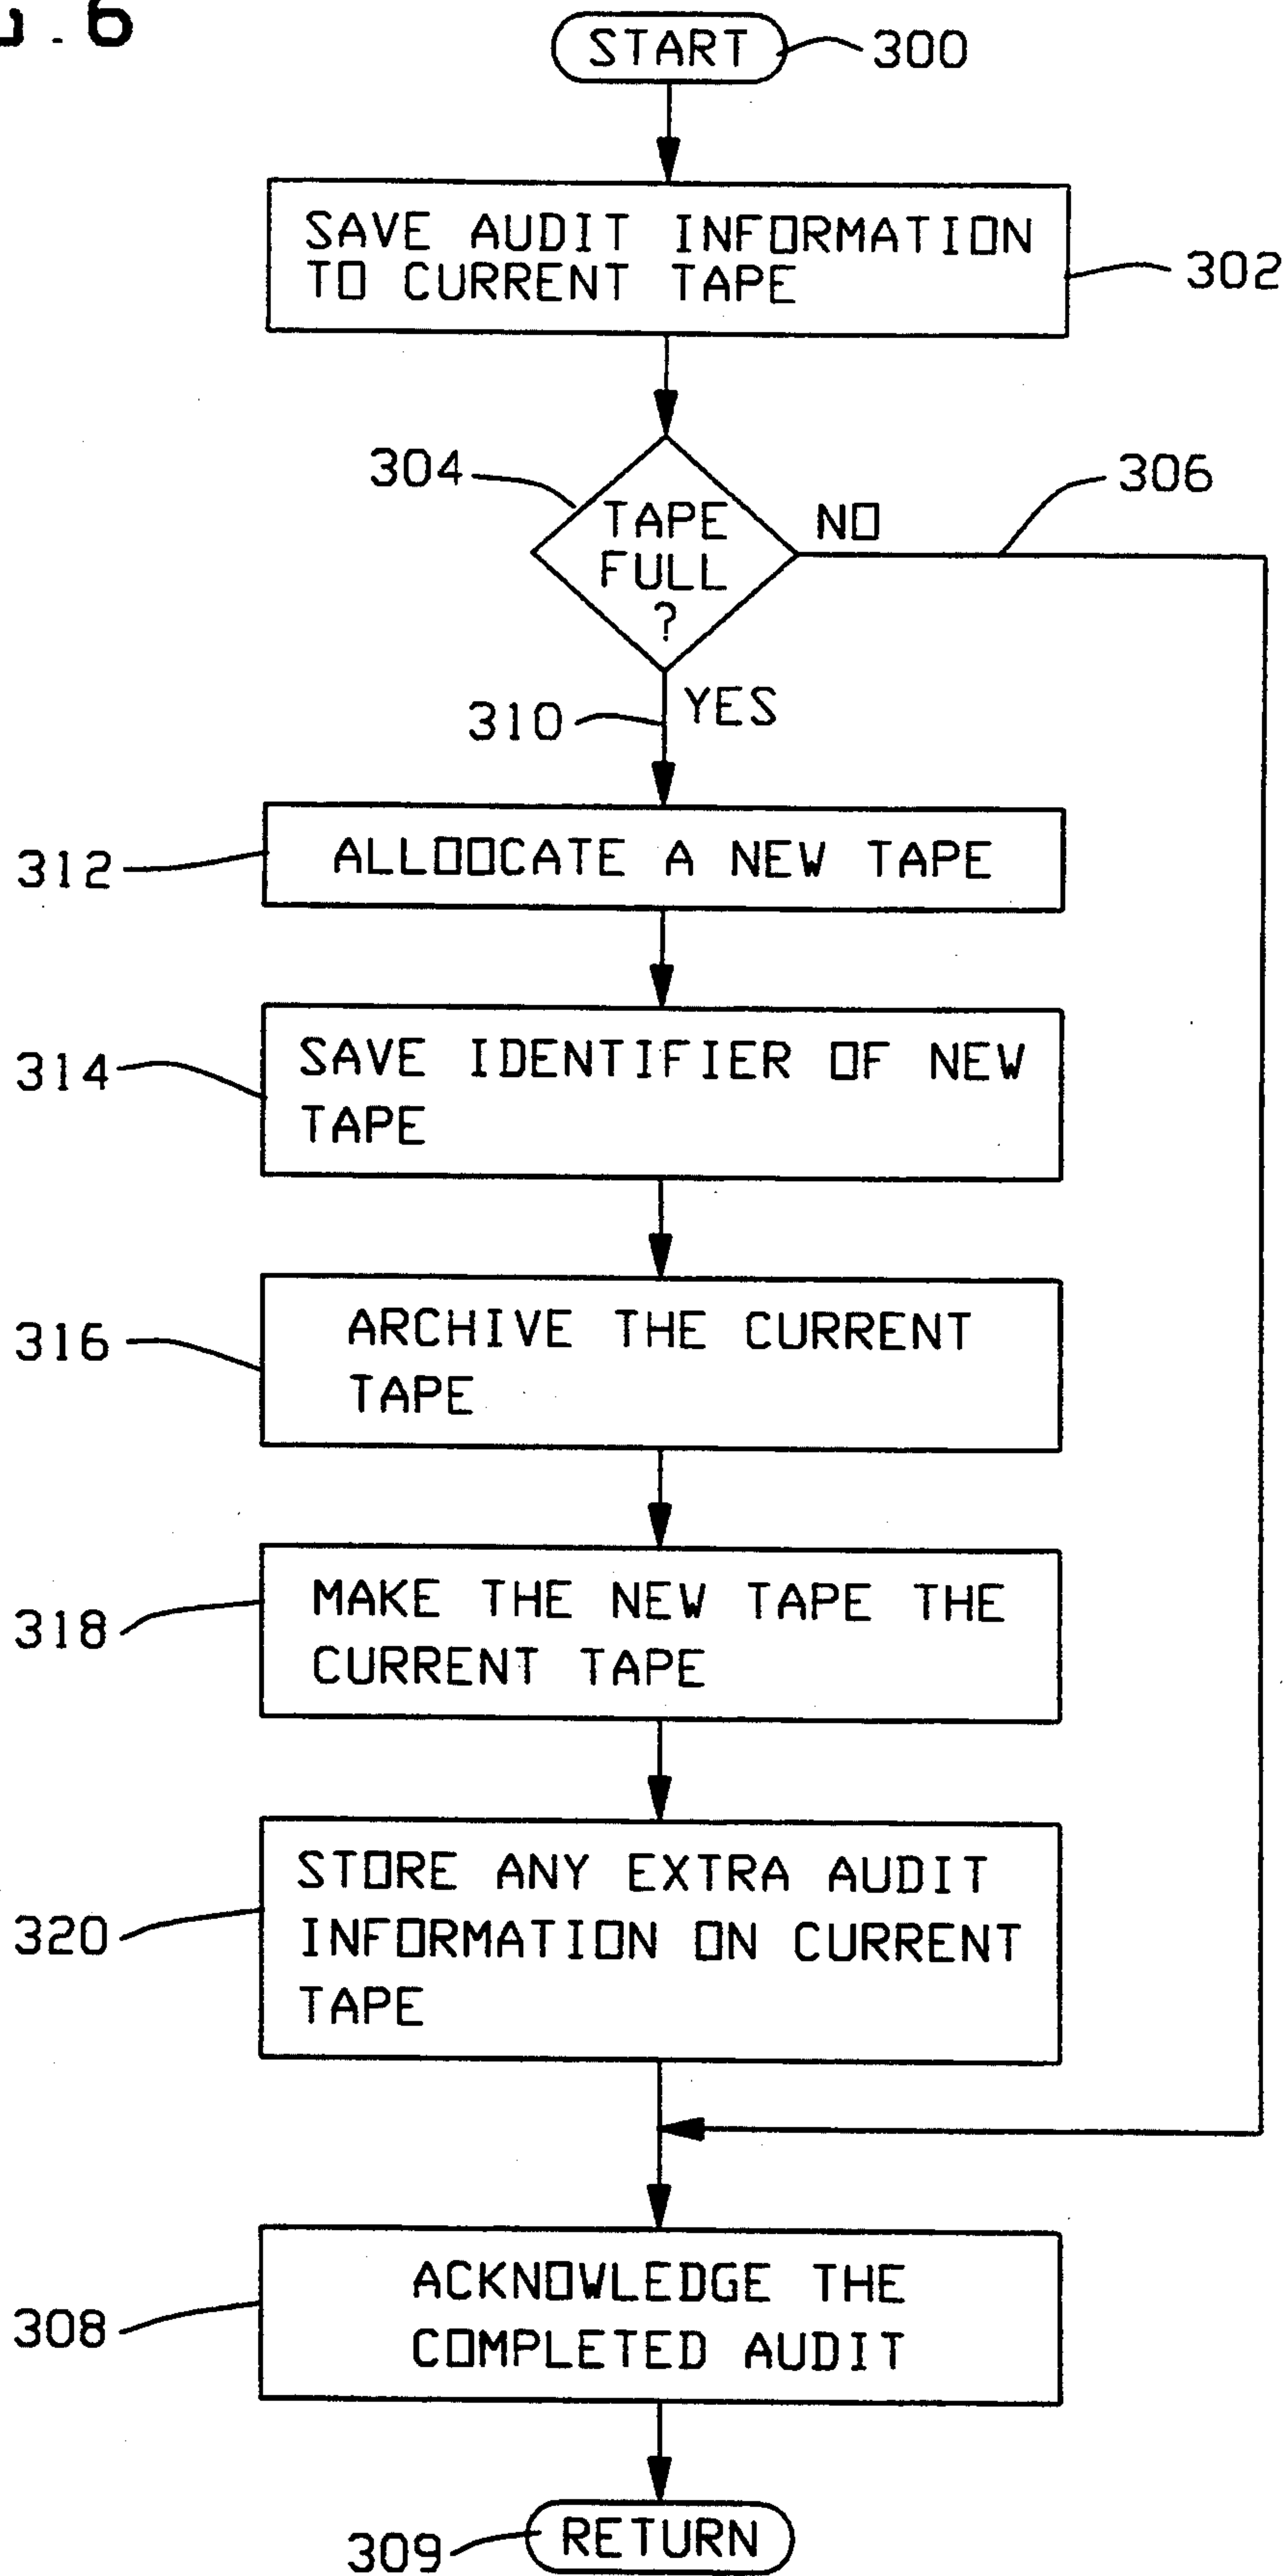 . 6
START
300
SAVE AUDIT INFORMATION
TO CURRENT TAPE
302
304
TAPE
FULL
?
NO
306
310
YES
312
ALLOOCATE A NEW TAPE
314
SAVE IDENTIFIER OF NEW
TAPE
316
ARCHIVE THE CURRENT
TAPE
318
MAKE THE NEW TAPE THE
CURRENT TAPE
320
STORE ANY EXTRA AUDIT
INFORMATION ON CURRENT
TAPE
308
ACKNOWLEDGE THE
COMPLETED AUDIT
309
RETURN